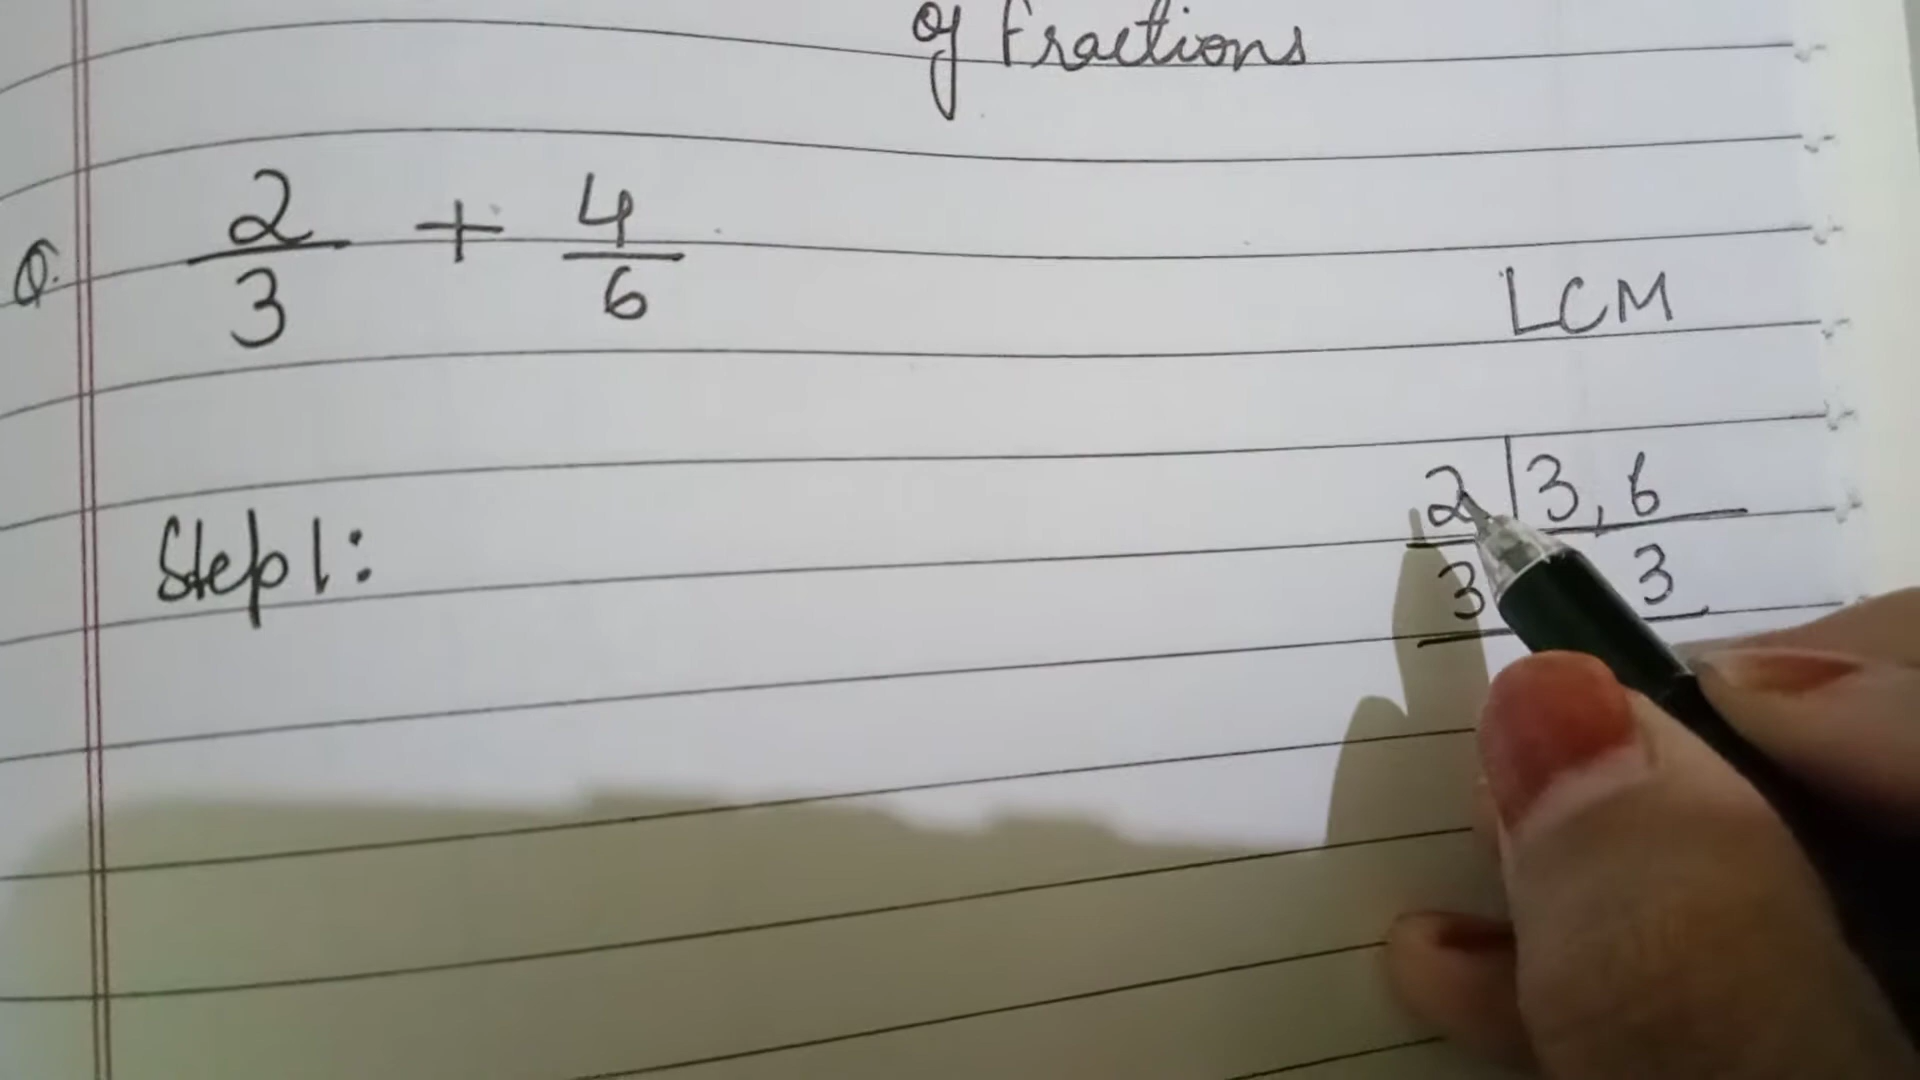 of Fractions
Q. 2/3 + 4/6
LCM
2 | 3, 6
3 3
Step 1: